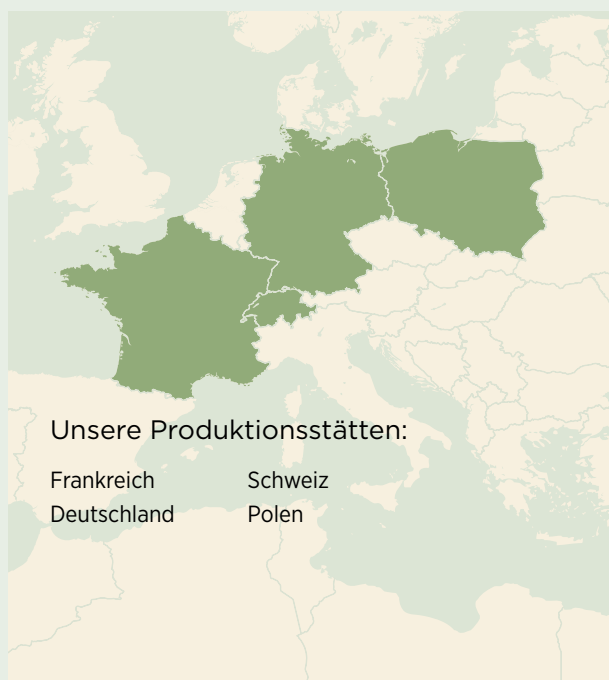 Unsere Produktionsstätten:
Frankreich
Deutschland
Schweiz
Polen